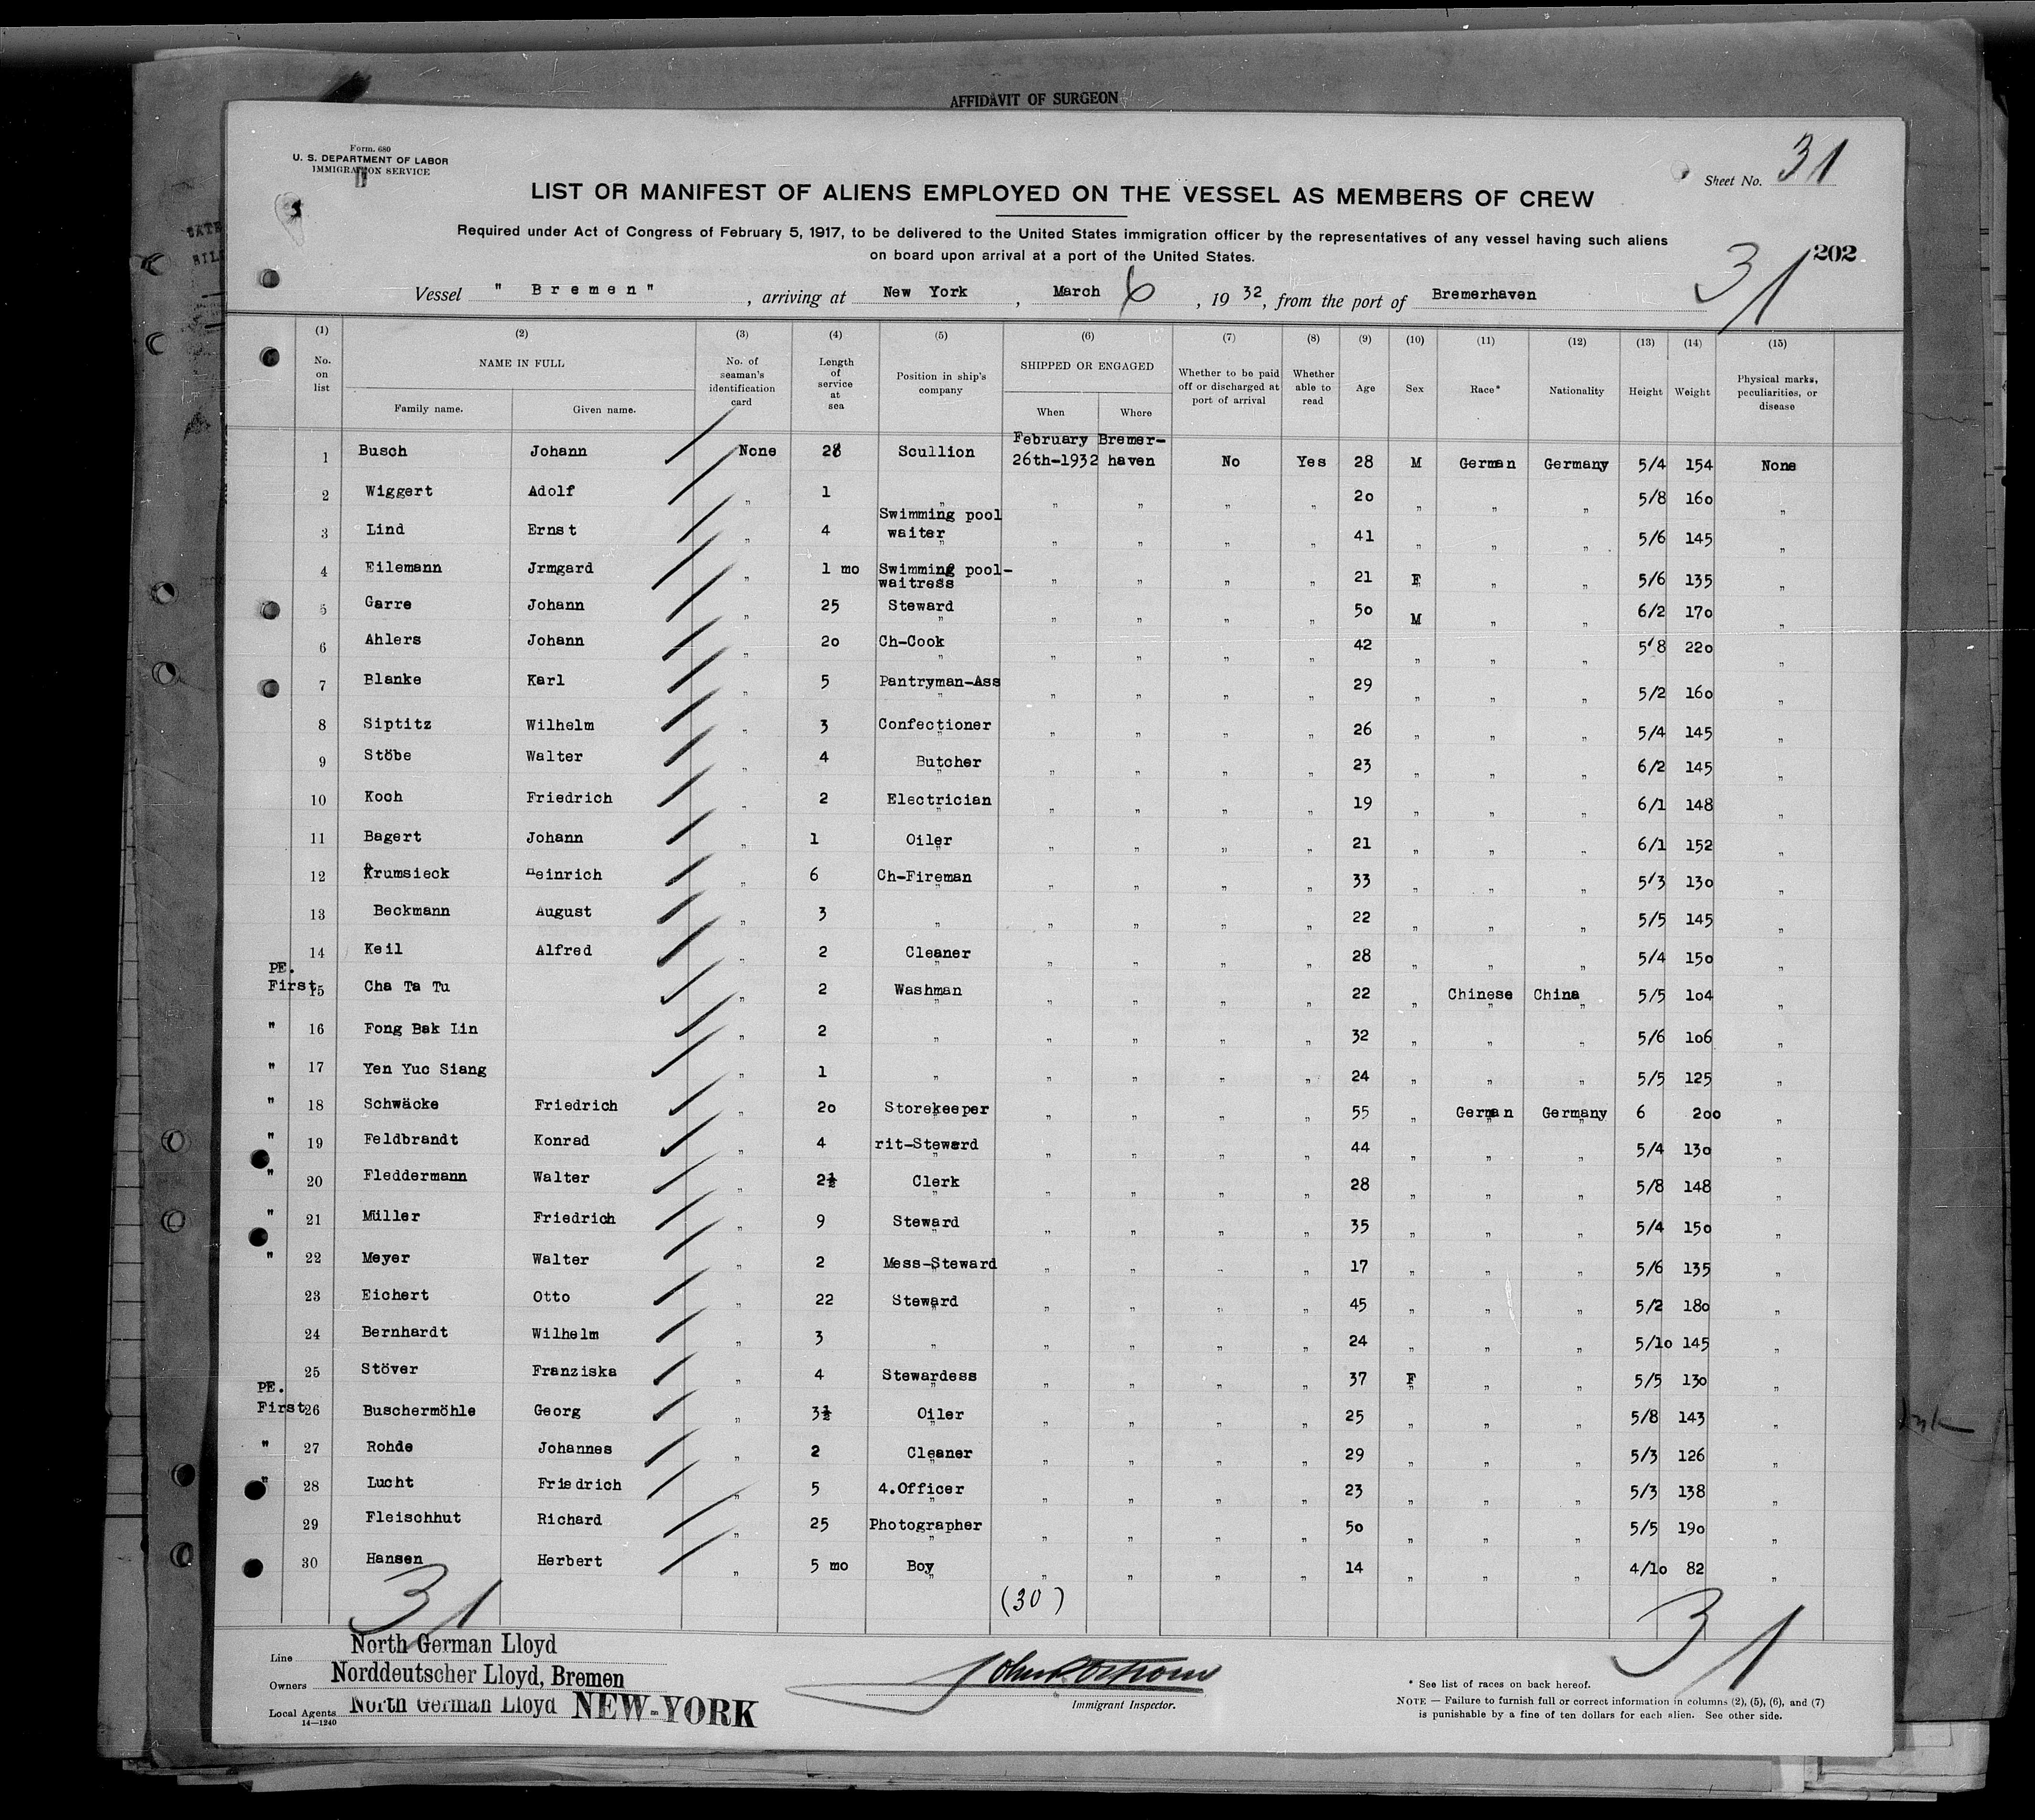 AFFIDAVIT OF SURGEON
Form. 680
U. S. DEPARTMENT OF LABOR
IMMIGRATION SERVICE
Sheet No. 31
LIST OR MANIFEST OF ALIENS EMPLOYED ON THE VESSEL AS MEMBERS OF CREW
Required under Act of Congress of February 5, 1917, to be delivered to the United States immigration officer by the representatives of any vessel having such aliens
on board upon arrival at a port of the United States.
31 202
Vessel " Bremen" , arriving at New York , March 6 , 19 32, from the port of Bremerhaven
(1) (2) (3) (4) (5) (6) (7) (8) (9) (10) (11) (12) (13) (14) (15)
No. on list NAME IN FULL Family name. Given name. No. of seaman's identification card Length of service at sea Position in ship's company SHIPPED OR ENGAGED When Where Whether to be paid off or discharged at port of arrival Whether able to read Age Sex Race* Nationality Height Weight Physical marks, peculiarities, or disease
1 Busch Johann None 28 Scullion February 26th-1932 Bremer-haven No Yes 28 M German Germany 5/4 154 None
2 Wiggert Adolf " 1 " " " " " 20 " " " 5/8 160 "
3 Lind Ernst " 4 Swimming pool waiter " " " " 41 " " " 5/6 145 "
4 Eilemann Jrmgard " 1 mo Swimming pool-waitress " " " " 21 F " " 5/6 135 "
5 Garre Johann " 25 Steward " " " " 50 M " " 6/2 170 "
6 Ahlers Johann " 20 Ch-Cook " " " " 42 " " " 5/8 220 "
7 Blanke Karl " 5 Pantryman-Ass " " " " 29 " " " 5/2 160 "
8 Siptitz Wilhelm " 3 Confectioner " " " " 26 " " " 5/4 145 "
9 Stöbe Walter " 4 Butcher " " " " 23 " " " 6/2 145 "
10 Koch Friedrich " 2 Electrician " " " " 19 " " " 6/1 148 "
11 Bagert Johann " 1 Oiler " " " " 21 " " " 6/1 152 "
12 Krumsieck Heinrich " 6 Ch-Fireman " " " " 33 " " " 5/3 130 "
13 Beckmann August " 3 " " " " " 22 " " " 5/5 145 "
14 Keil Alfred " 2 Cleaner " " " " 28 " " " 5/4 150 "
PE. First 15 Cha Ta Tu " 2 Washman " " " " 22 " Chinese China 5/5 104 "
" 16 Fong Bak Lin " 2 " " " " " 32 " " " 5/6 106 "
" 17 Yen Yuc Siang " 1 " " " " " 24 " " " 5/5 125 "
" 18 Schwäcke Friedrich " 20 Storekeeper " " " " 55 " German Germany 6 200 "
" 19 Feldbrandt Konrad " 4 rit-Steward " " " " 44 " " " 5/4 130 "
" 20 Fleddermann Walter " 2½ Clerk " " " " 28 " " " 5/8 148 "
" 21 Müller Friedrich " 9 Steward " " " " 35 " " " 5/4 150 "
" 22 Meyer Walter " 2 Mess-Steward " " " " 17 " " " 5/6 135 "
23 Eichert Otto " 22 Steward " " " " 45 " " " 5/2 180 "
24 Bernhardt Wilhelm " 3 " " " " " 24 " " " 5/10 145 "
25 Stöver Franziska " 4 Stewardess " " " " 37 F " " 5/5 130 "
PE. First 26 Buschermöhle Georg " 3½ Oiler " " " " 25 " " " 5/8 143 "
" 27 Rohde Johannes " 2 Cleaner " " " " 29 " " " 5/3 126 "
" 28 Lucht Friedrich " 5 4.Officer " " " " 23 " " " 5/3 138 "
29 Fleischhut Richard " 25 Photographer " " " " 50 " " " 5/5 190 "
30 Hansen Herbert " 5 mo Boy " " " " 14 " " " 4/10 82 "
31 (30) 31
Line North German Lloyd
Owners Norddeutscher Lloyd, Bremen
Local Agents North German Lloyd NEW-YORK
14—1240
Immigrant Inspector.
* See list of races on back hereof.
NOTE — Failure to furnish full or correct information in columns (2), (5), (6), and (7)
is punishable by a fine of ten dollars for each alien. See other side.